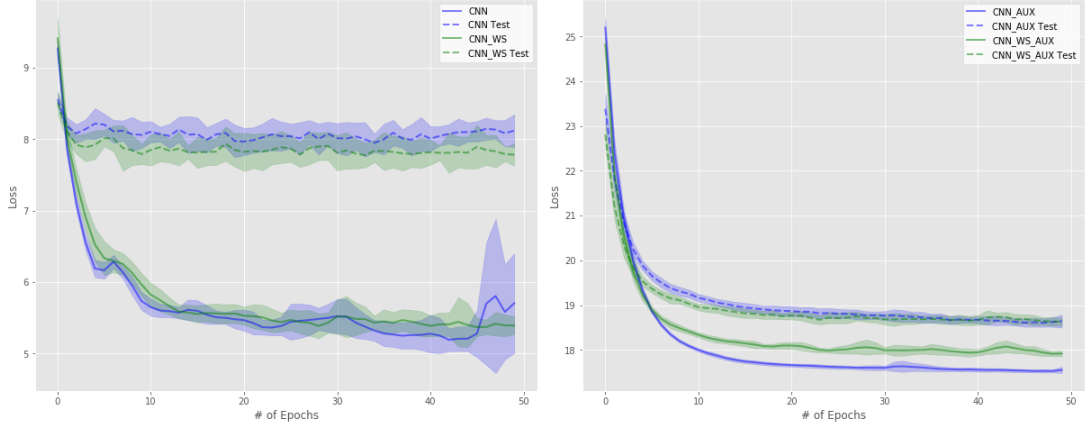 CNN
CNN Test
CNN_WS
CNN_WS Test
9
8
7
6
5
Loss
0
10
20
30
40
50
# of Epochs
CNN_AUX
CNN_AUX Test
CNN_WS_AUX
CNN_WS_AUX Test
25
24
23
22
21
20
19
18
Loss
0
10
20
30
40
50
# of Epochs